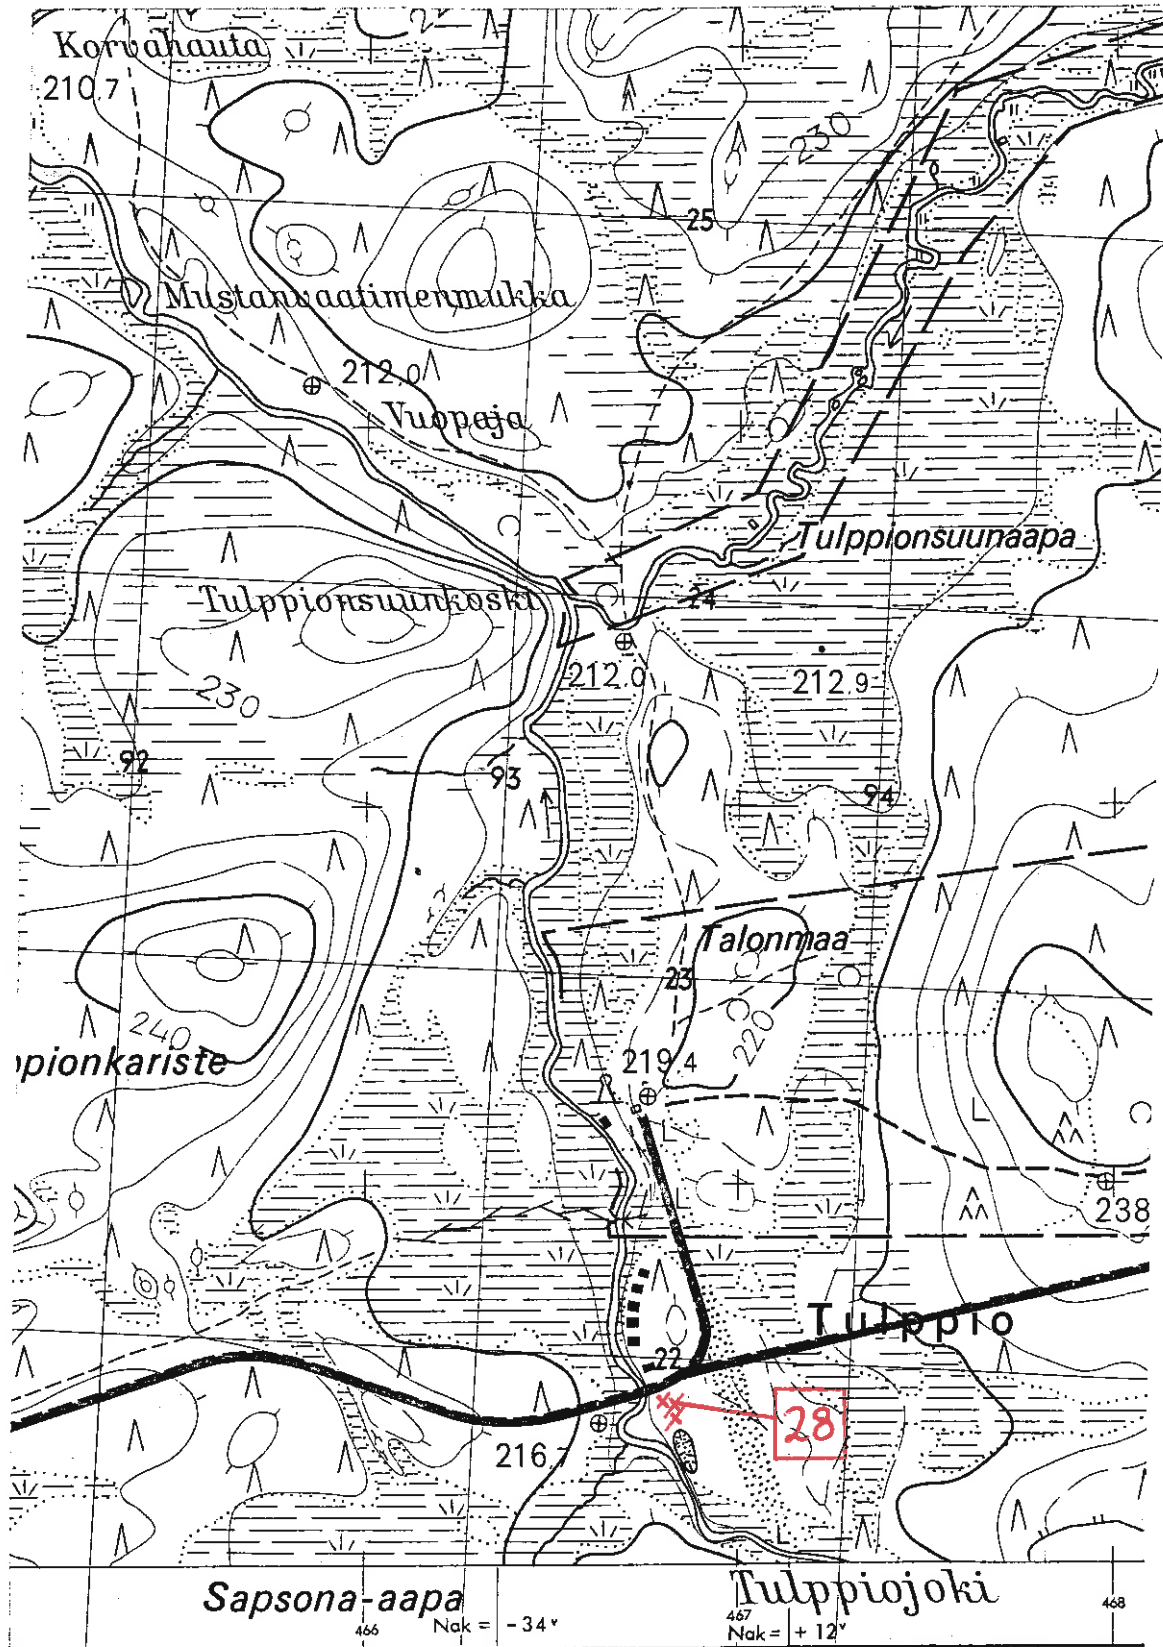 Korvahauta
210.7
230
25
Mustanvaatimenmukka
212.0
Vuopaja
Tulppionsuunaapa
Tulppionsuunkoski
24
212.0
212.9
230
92
93
94
Talonmaa
23
240
220
ppionkariste
219.4
238
Tulppio
22
28
216.7
Sapsona-aapa
Tulppiojoki
466
Nak = -34ᵛ
467
Nak = +12ᵛ
468